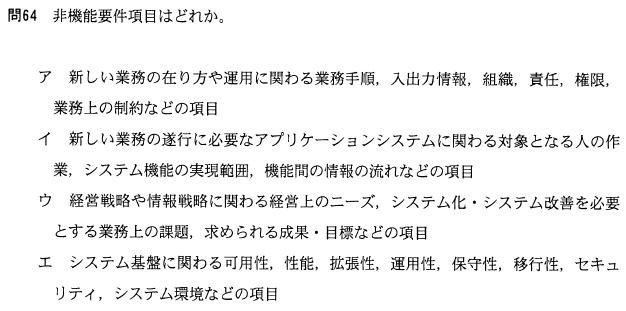 問64 非機能要件項目はどれか。
ア 新しい業務の在り方や運用に関わる業務手順，入出力情報，組織，責任，権限，
業務上の制約などの項目
イ 新しい業務の遂行に必要なアプリケーションシステムに関わる対象となる人の作
業，システム機能の実現範囲，機能間の情報の流れなどの項目
ウ 経営戦略や情報戦略に関わる経営上のニーズ，システム化・システム改善を必要
とする業務上の課題，求められる成果・目標などの項目
エ システム基盤に関わる可用性，性能，拡張性，運用性，保守性，移行性，セキュ
リティ，システム環境などの項目